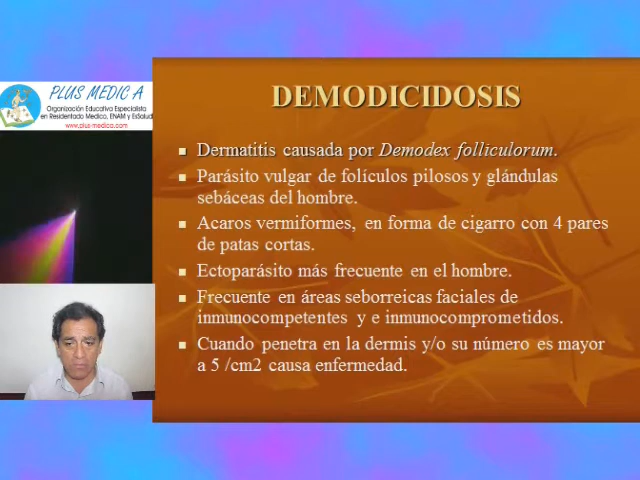 PLUS MEDIC A
Organización Educativa Especialista
en Residentado Medico, ENAM y EsSalud
www.plus-medica.com
DEMODICIDOSIS
Dermatitis causada por Demodex folliculorum.
Parásito vulgar de folículos pilosos y glándulas
sebáceas del hombre.
Acaros vermiformes, en forma de cigarro con 4 pares
de patas cortas.
Ectoparásito más frecuente en el hombre.
Frecuente en áreas seborreicas faciales de
inmunocompetentes y e inmunocomprometidos.
Cuando penetra en la dermis y/o su número es mayor
a 5 /cm2 causa enfermedad.